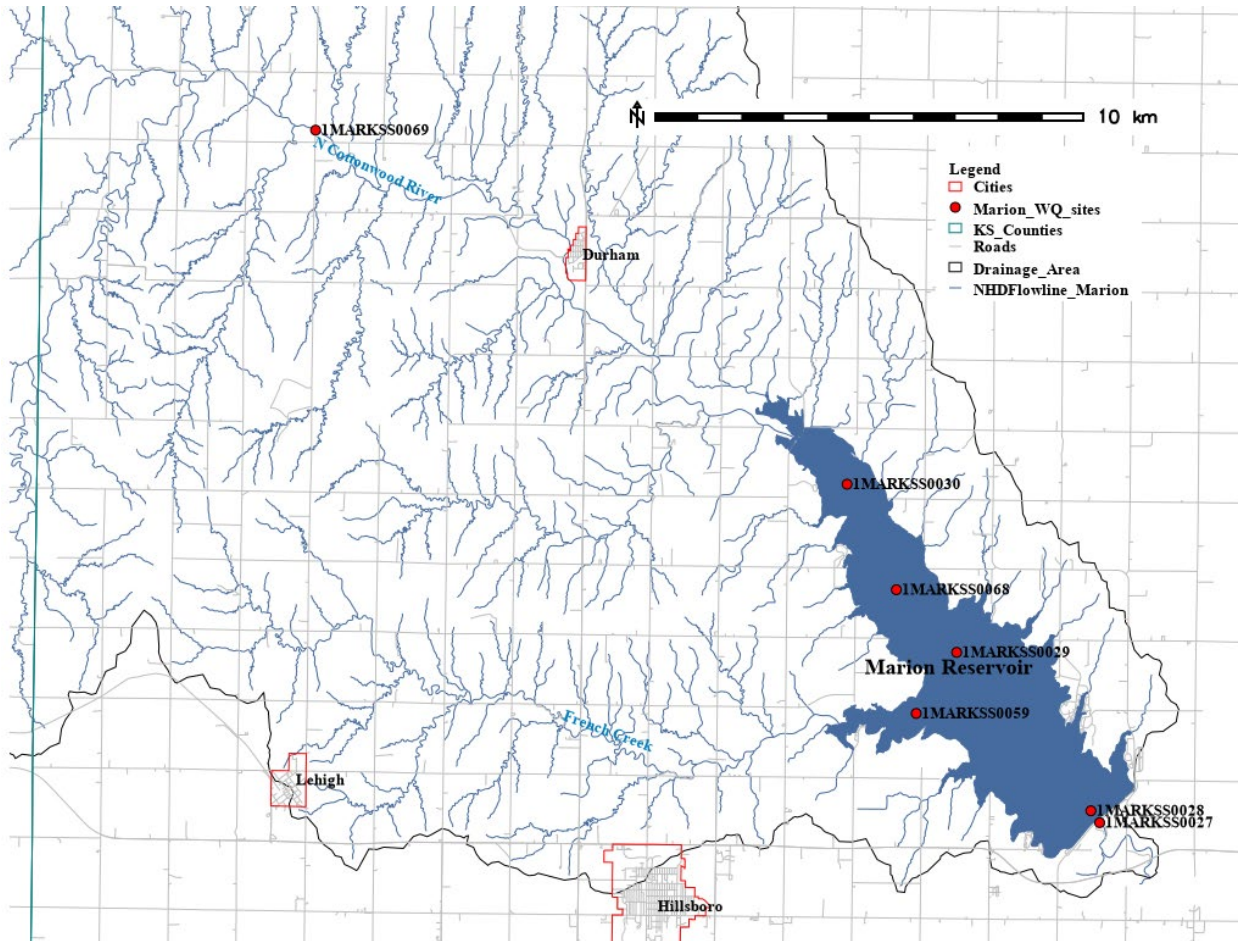 N 10 km
1MARKSS0069
N Cottonwood River
Legend
Cities
Marion_WQ_sites
KS_Counties
Roads
Drainage_Area
NHDFlowline_Marion
Durham
1MARKSS0030
1MARKSS0068
1MARKSS0029
Marion Reservoir
1MARKSS0059
French Creek
Lehigh
1MARKSS0028
1MARKSS0027
Hillsboro